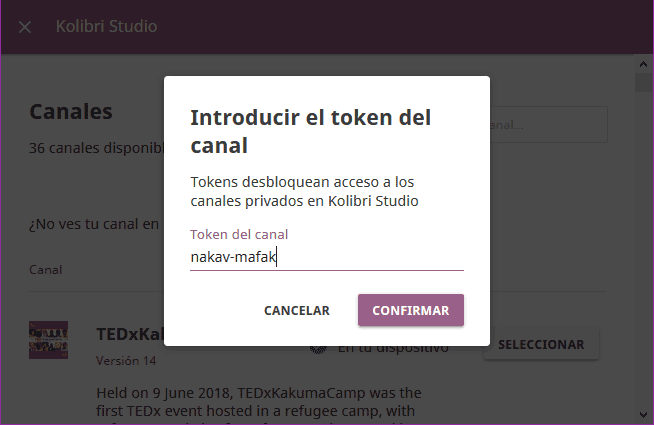 Kolibri Studio
Canales
36 canales disponibl
anal...
¿No ves tu canal en
Canal
Introducir el token del
canal
Tokens desbloquean acceso a los
canales privados en Kolibri Studio
Token del canal
nakav-mafak
CANCELAR CONFIRMAR
TEDxKak
En tu dispositivo
SELECCIONAR
Versión 14
Held on 9 June 2018, TEDxKakumaCamp was the
first TEDx event hosted in a refugee camp, with